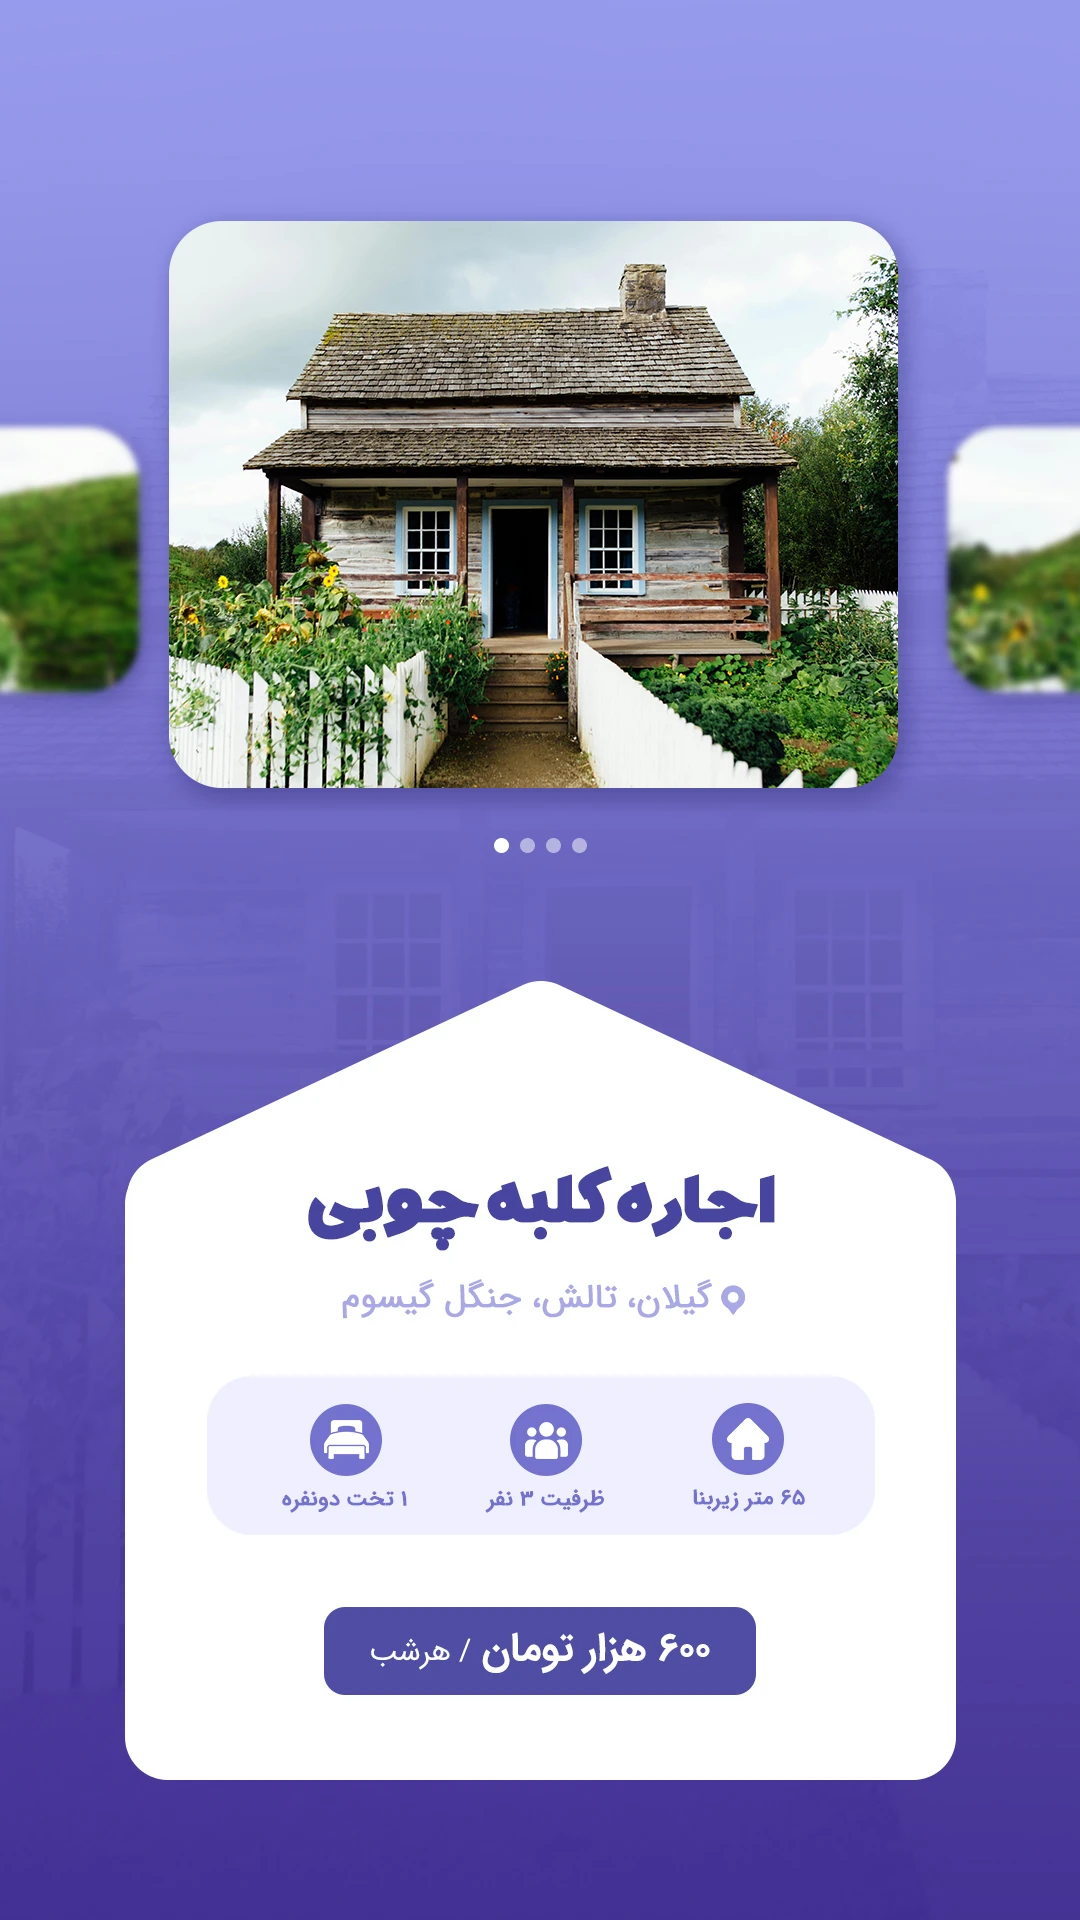 اجاره کلبه چوبی
گیلان، تالش، جنگل گیسوم
۶۵ متر زیربنا
ظرفیت ۳ نفر
۱ تخت دونفره
۶۰۰ هزار تومان / هرشب